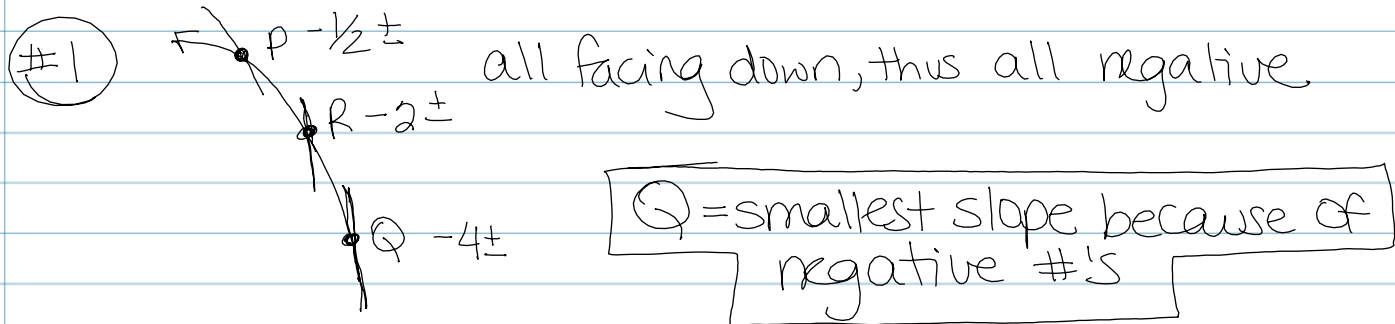 #1
F
P -1/2 ±
all facing down, thus all negative
R -2 ±
Q -4±
Q = smallest slope because of
negative #'s